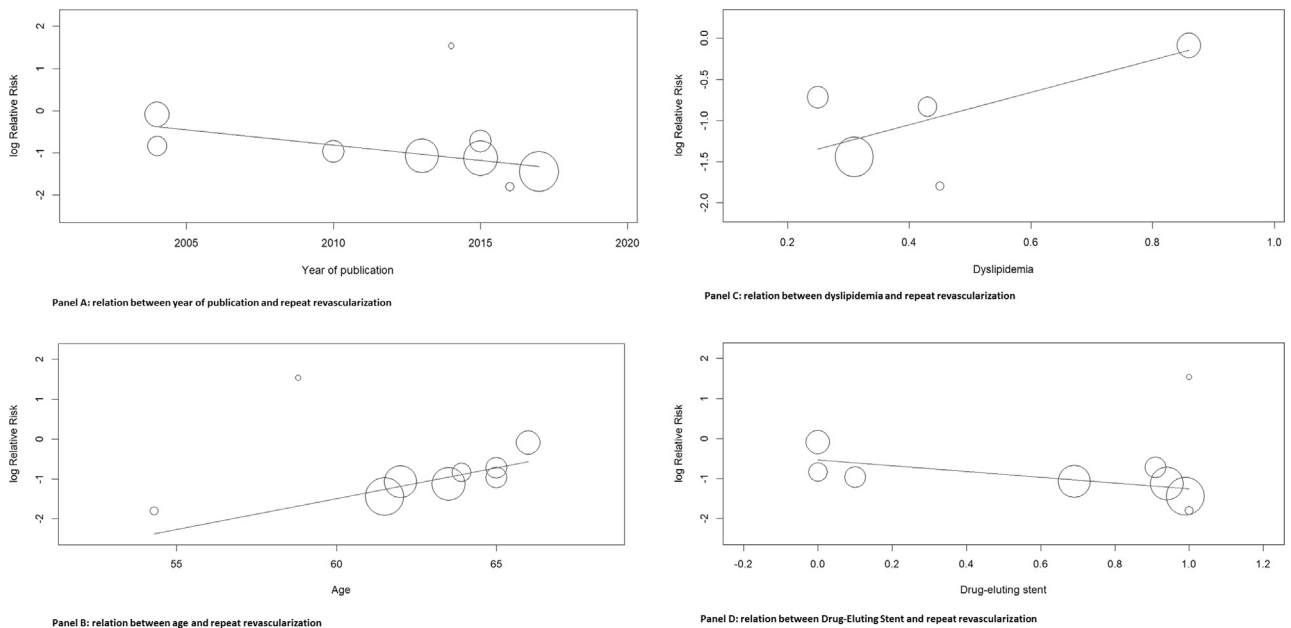 2
1
0
-1
-2
log Relative Risk
2005 2010 2015 2020
Year of publication
Panel A: relation between year of publication and repeat revascularization
0.0
-0.5
-1.0
-1.5
-2.0
log Relative Risk
0.2 0.4 0.6 0.8 1.0
Dyslipidemia
Panel C: relation between dyslipidemia and repeat revascularization
2
1
0
-1
-2
log Relative Risk
55 60 65
Age
Panel B: relation between age and repeat revascularization
2
1
0
-1
-2
log Relative Risk
-0.2 0.0 0.2 0.4 0.6 0.8 1.0 1.2
Drug-eluting stent
Panel D: relation between Drug-Eluting Stent and repeat revascularization